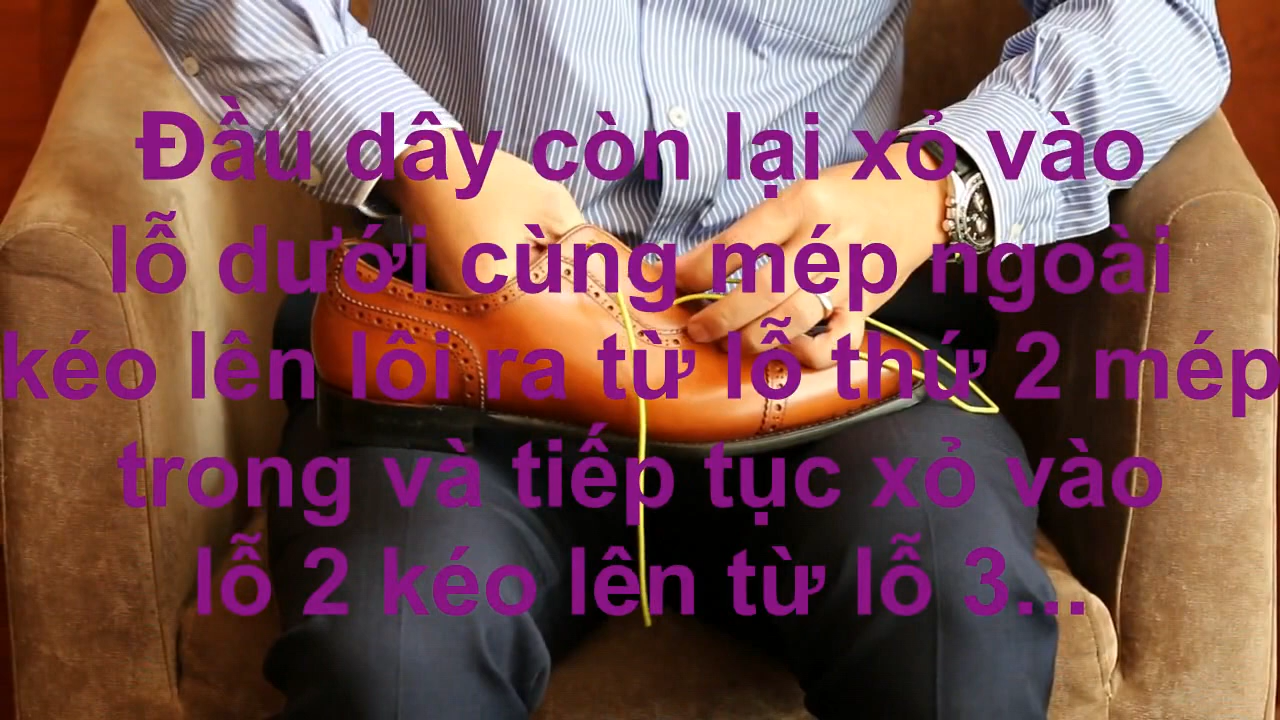 Đầu dây còn lại xỏ vào
lỗ dưới cùng mép ngoài
kéo lên lôi ra từ lỗ thứ 2 mép
trong và tiếp tục xỏ vào
lỗ 2 kéo lên từ lỗ 3...